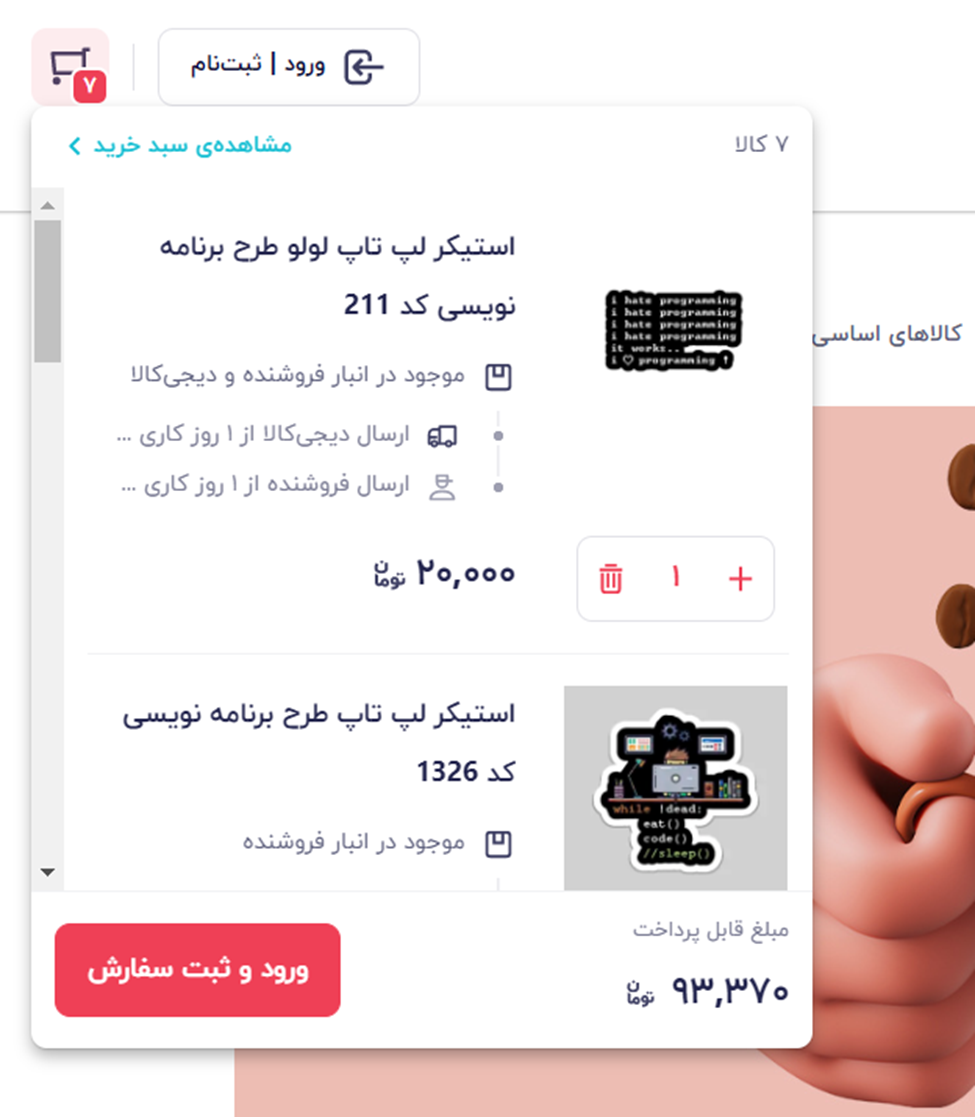 ورود | ثبت‌نام
۷
۷ کالا
مشاهده‌ی سبد خرید
استیکر لپ تاپ لولو طرح برنامه
نویسی کد 211
i hate programming
i hate programming
i hate programming
i hate programming
it works..
i ♡ programming !
موجود در انبار فروشنده و دیجی‌کالا
ارسال دیجی‌کالا از ۱ روز کاری ...
ارسال فروشنده از ۱ روز کاری ...
+ ۱
۲۰,۰۰۰ تومان
استیکر لپ تاپ طرح برنامه نویسی
کد 1326
while !dead:
eat()
code()
//sleep()
موجود در انبار فروشنده
مبلغ قابل پرداخت
۹۳,۳۷۰ تومان
ورود و ثبت سفارش
کالاهای اساسی